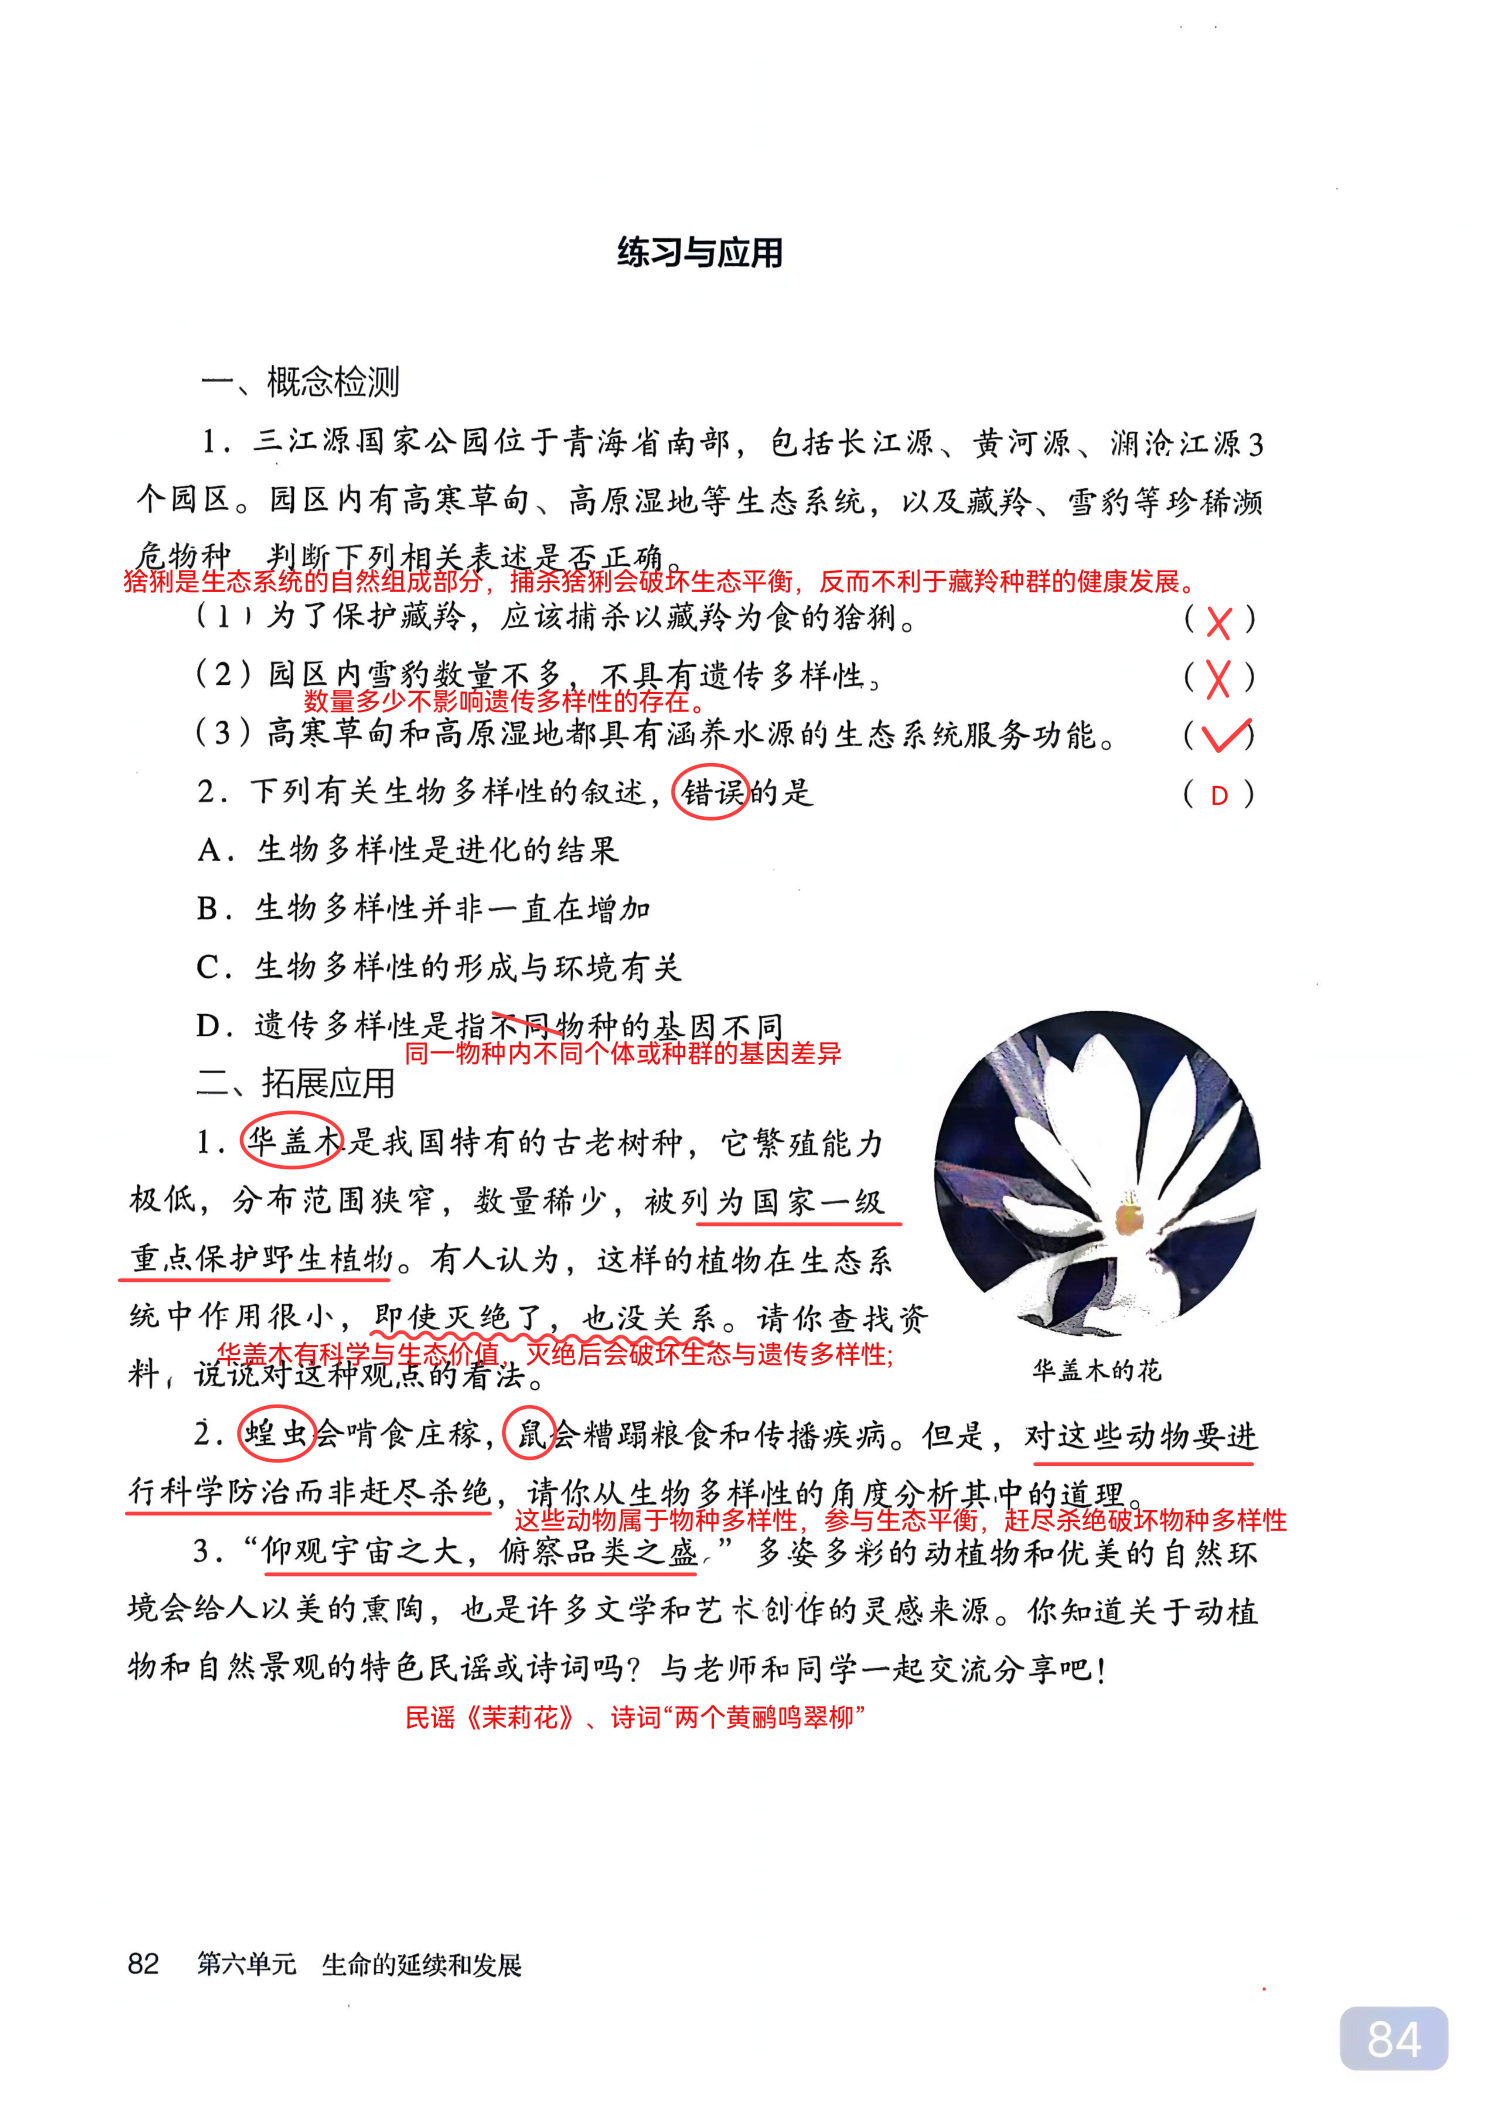 练习与应用
一、概念检测
1. 三江源国家公园位于青海省南部，包括长江源、黄河源、澜沧江源3
个园区。园区内有高寒草甸、高原湿地等生态系统，以及藏羚、雪豹等珍稀濒
危物种 判断下列相关表述是否正确。
猞猁是生态系统的自然组成部分，捕杀猞猁会破坏生态平衡，反而不利于藏羚种群的健康发展。
（1）为了保护藏羚，应该捕杀以藏羚为食的猞猁。 （✗）
（2）园区内雪豹数量不多，不具有遗传多样性。 （✗）
数量多少不影响遗传多样性的存在。
（3）高寒草甸和高原湿地都具有涵养水源的生态系统服务功能。 （✓）
2. 下列有关生物多样性的叙述，错误的是 （D）
A. 生物多样性是进化的结果
B. 生物多样性并非一直在增加
C. 生物多样性的形成与环境有关
D. 遗传多样性是指不同物种的基因不同
同一物种内不同个体或种群的基因差异
二、拓展应用
1. 华盖木是我国特有的古老树种，它繁殖能力
极低，分布范围狭窄，数量稀少，被列为国家一级
重点保护野生植物。有人认为，这样的植物在生态系
统中作用很小，即使灭绝了，也没关系。请你查找资
华盖木有科学与生态价值，灭绝后会破坏生态与遗传多样性;
料，说说对这种观点的看法。
华盖木的花
2. 蝗虫会啃食庄稼，鼠会糟蹋粮食和传播疾病。但是，对这些动物要进
行科学防治而非赶尽杀绝，请你从生物多样性的角度分析其中的道理。
这些动物属于物种多样性，参与生态平衡，赶尽杀绝破坏物种多样性
3. “仰观宇宙之大，俯察品类之盛。”多姿多彩的动植物和优美的自然环
境会给人以美的熏陶，也是许多文学和艺术创作的灵感来源。你知道关于动植
物和自然景观的特色民谣或诗词吗？与老师和同学一起交流分享吧！
民谣《茉莉花》、诗词“两个黄鹂鸣翠柳”
82 第六单元 生命的延续和发展
84